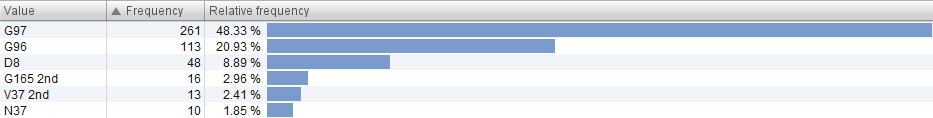 Value Frequency Relative frequency
G97 261 48.33 %
G96 113 20.93 %
D8 48 8.89 %
G165 2nd 16 2.96 %
V37 2nd 13 2.41 %
N37 10 1.85 %